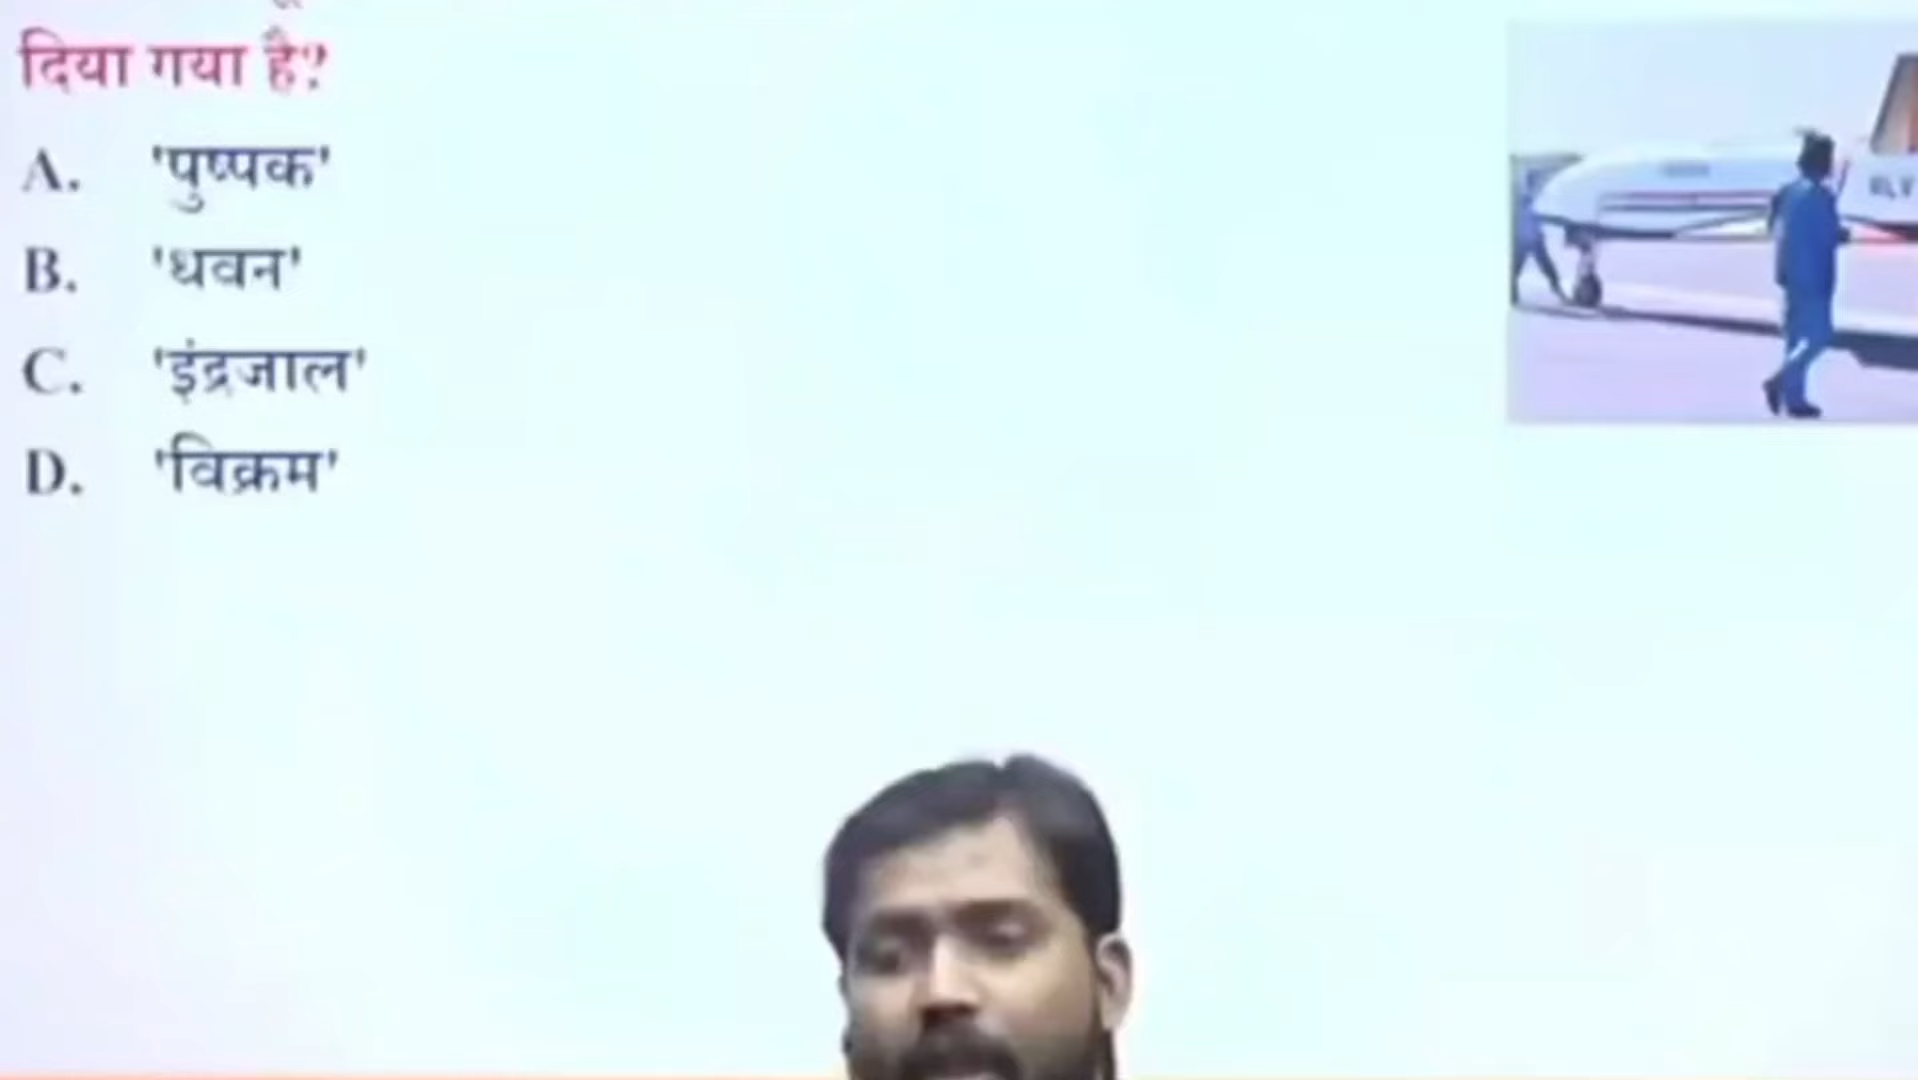 दिया गया है?
A. 'पुष्पक'
B. 'धवन'
C. 'इंद्रजाल'
D. 'विक्रम'